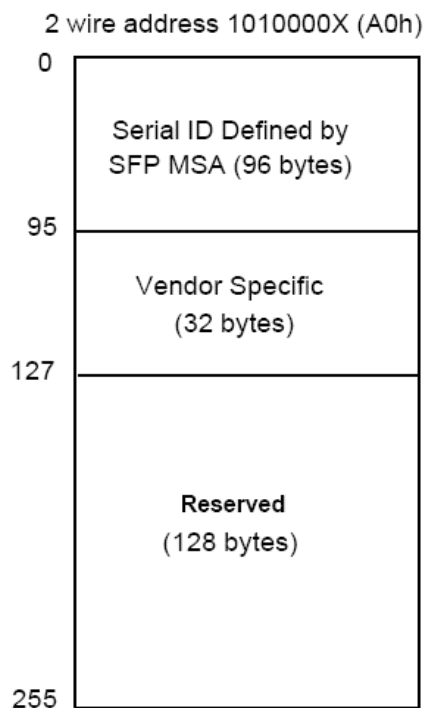 2 wire address 1010000X (A0h)
0
Serial ID Defined by
SFP MSA (96 bytes)
95
Vendor Specific
(32 bytes)
127
Reserved
(128 bytes)
255